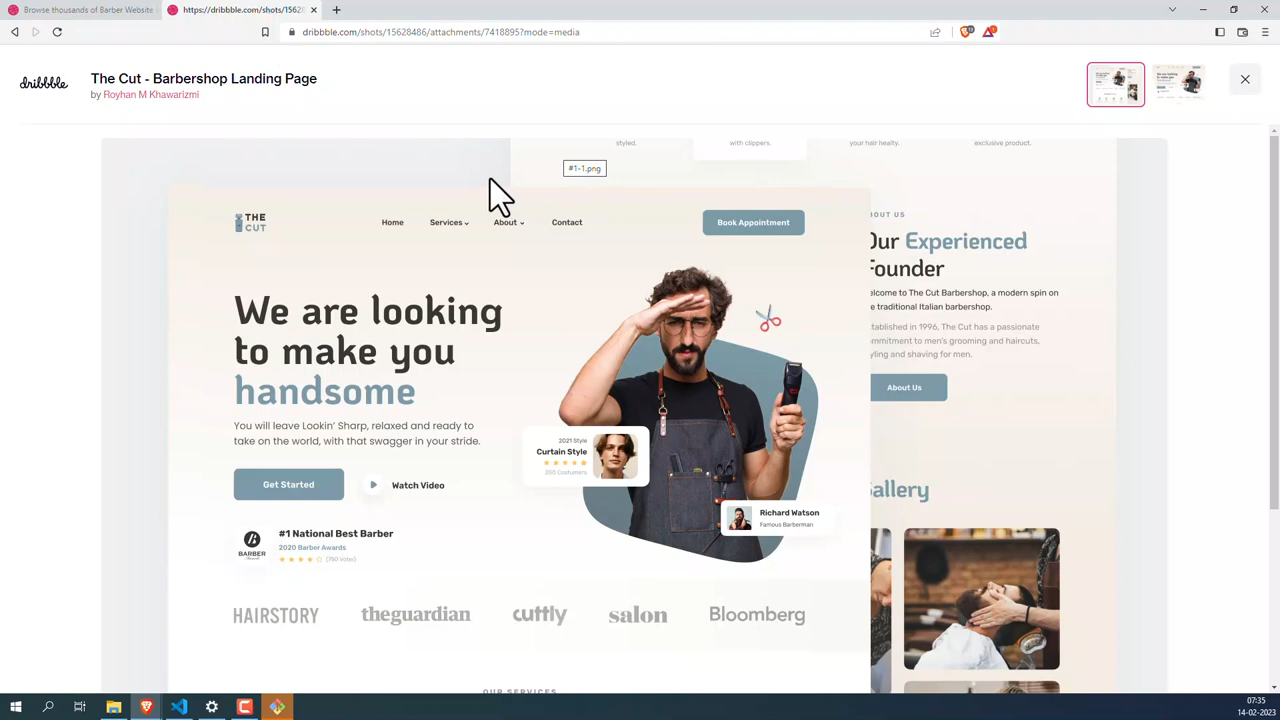 Browse thousands of Barber Website
https://dribbble.com/shots/15628
dribbble.com/shots/15628486/attachments/7418895?mode=media
dribbble
The Cut - Barbershop Landing Page
by Royhan M Khawarizmi
styled.
with clippers.
your hair healty.
exclusive product.
#1-1.png
THE
CUT
Home
Services
About
Contact
Book Appointment
We are looking
to make you
handsome
You will leave Lookin’ Sharp, relaxed and ready to
take on the world, with that swagger in your stride.
Get Started
Watch Video
2021 Style
Curtain Style
Richard Watson
Famous Barberman
BARBER
#1 National Best Barber
2020 Barber Awards
(750 Votes)
HAIRSTORY
theguardian
cuttly
salon
Bloomberg
OUR SERVICES
OUT US
Our Experienced
Founder
elcome to The Cut Barbershop, a modern spin on
e traditional Italian barbershop.
tablished in 1996, The Cut has a passionate
ommitment to men’s grooming and haircuts,
yling and shaving for men.
About Us
allery
07:35
14-02-2023